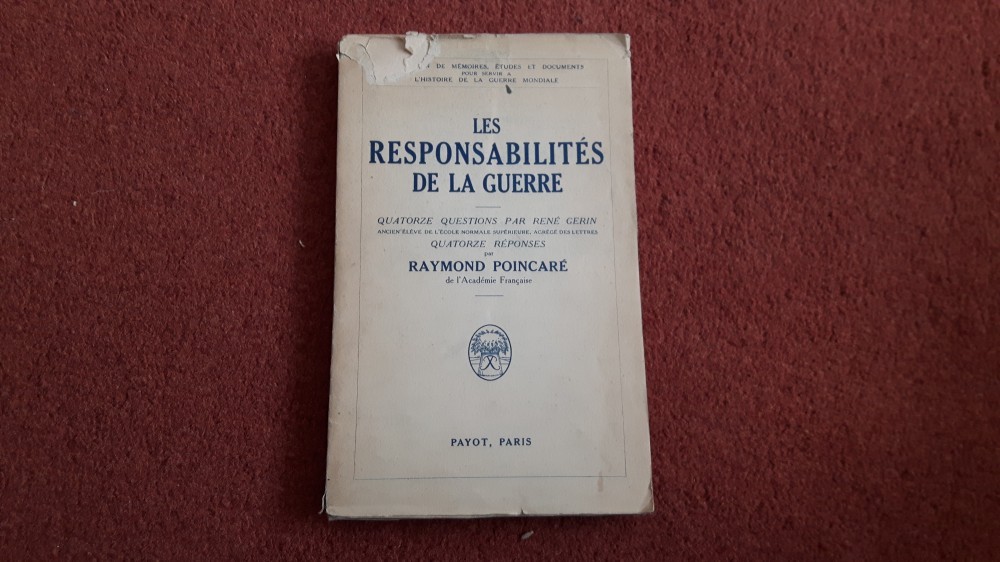 DE MÉMOIRES, ÉTUDES ET DOCUMENTS
POUR SERVIR A
L'HISTOIRE DE LA GUERRE MONDIALE
LES
RESPONSABILITÉS
DE LA GUERRE
QUATORZE QUESTIONS PAR RENÉ GERIN
ANCIEN ÉLÈVE DE L'ÉCOLE NORMALE SUPÉRIEURE, AGRÉGÉ DES LETTRES
QUATORZE RÉPONSES
par
RAYMOND POINCARÉ
de l'Académie Française
PAYOT, PARIS